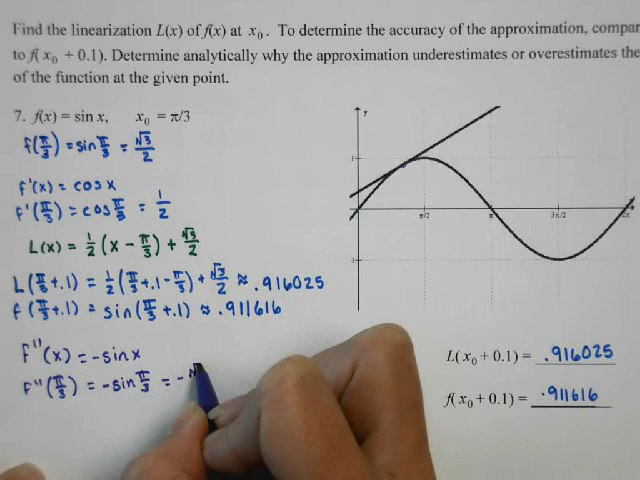 Find the linearization L(x) of f(x) at x₀. To determine the accuracy of the approximation, compar
to f( x₀ + 0.1). Determine analytically why the approximation underestimates or overestimates the
of the function at the given point.
7. f(x) = sin x, x₀ = π/3
f(π/3) = sin π/3 = √3/2
f'(x) = cos x
f'(π/3) = cos π/3 = 1/2
L(x) = 1/2 (x - π/3) + √3/2
L(π/3 + .1) = 1/2 (π/3 + .1 - π/3) + √3/2 ≈ .916025
f(π/3 + .1) = sin(π/3 + .1) ≈ .911616
f''(x) = -sin x
f''(π/3) = -sin π/3 = -
y
1
π/2 π 3π/2 2π
-1
L( x₀ + 0.1) = .916025
f( x₀ + 0.1) = .911616